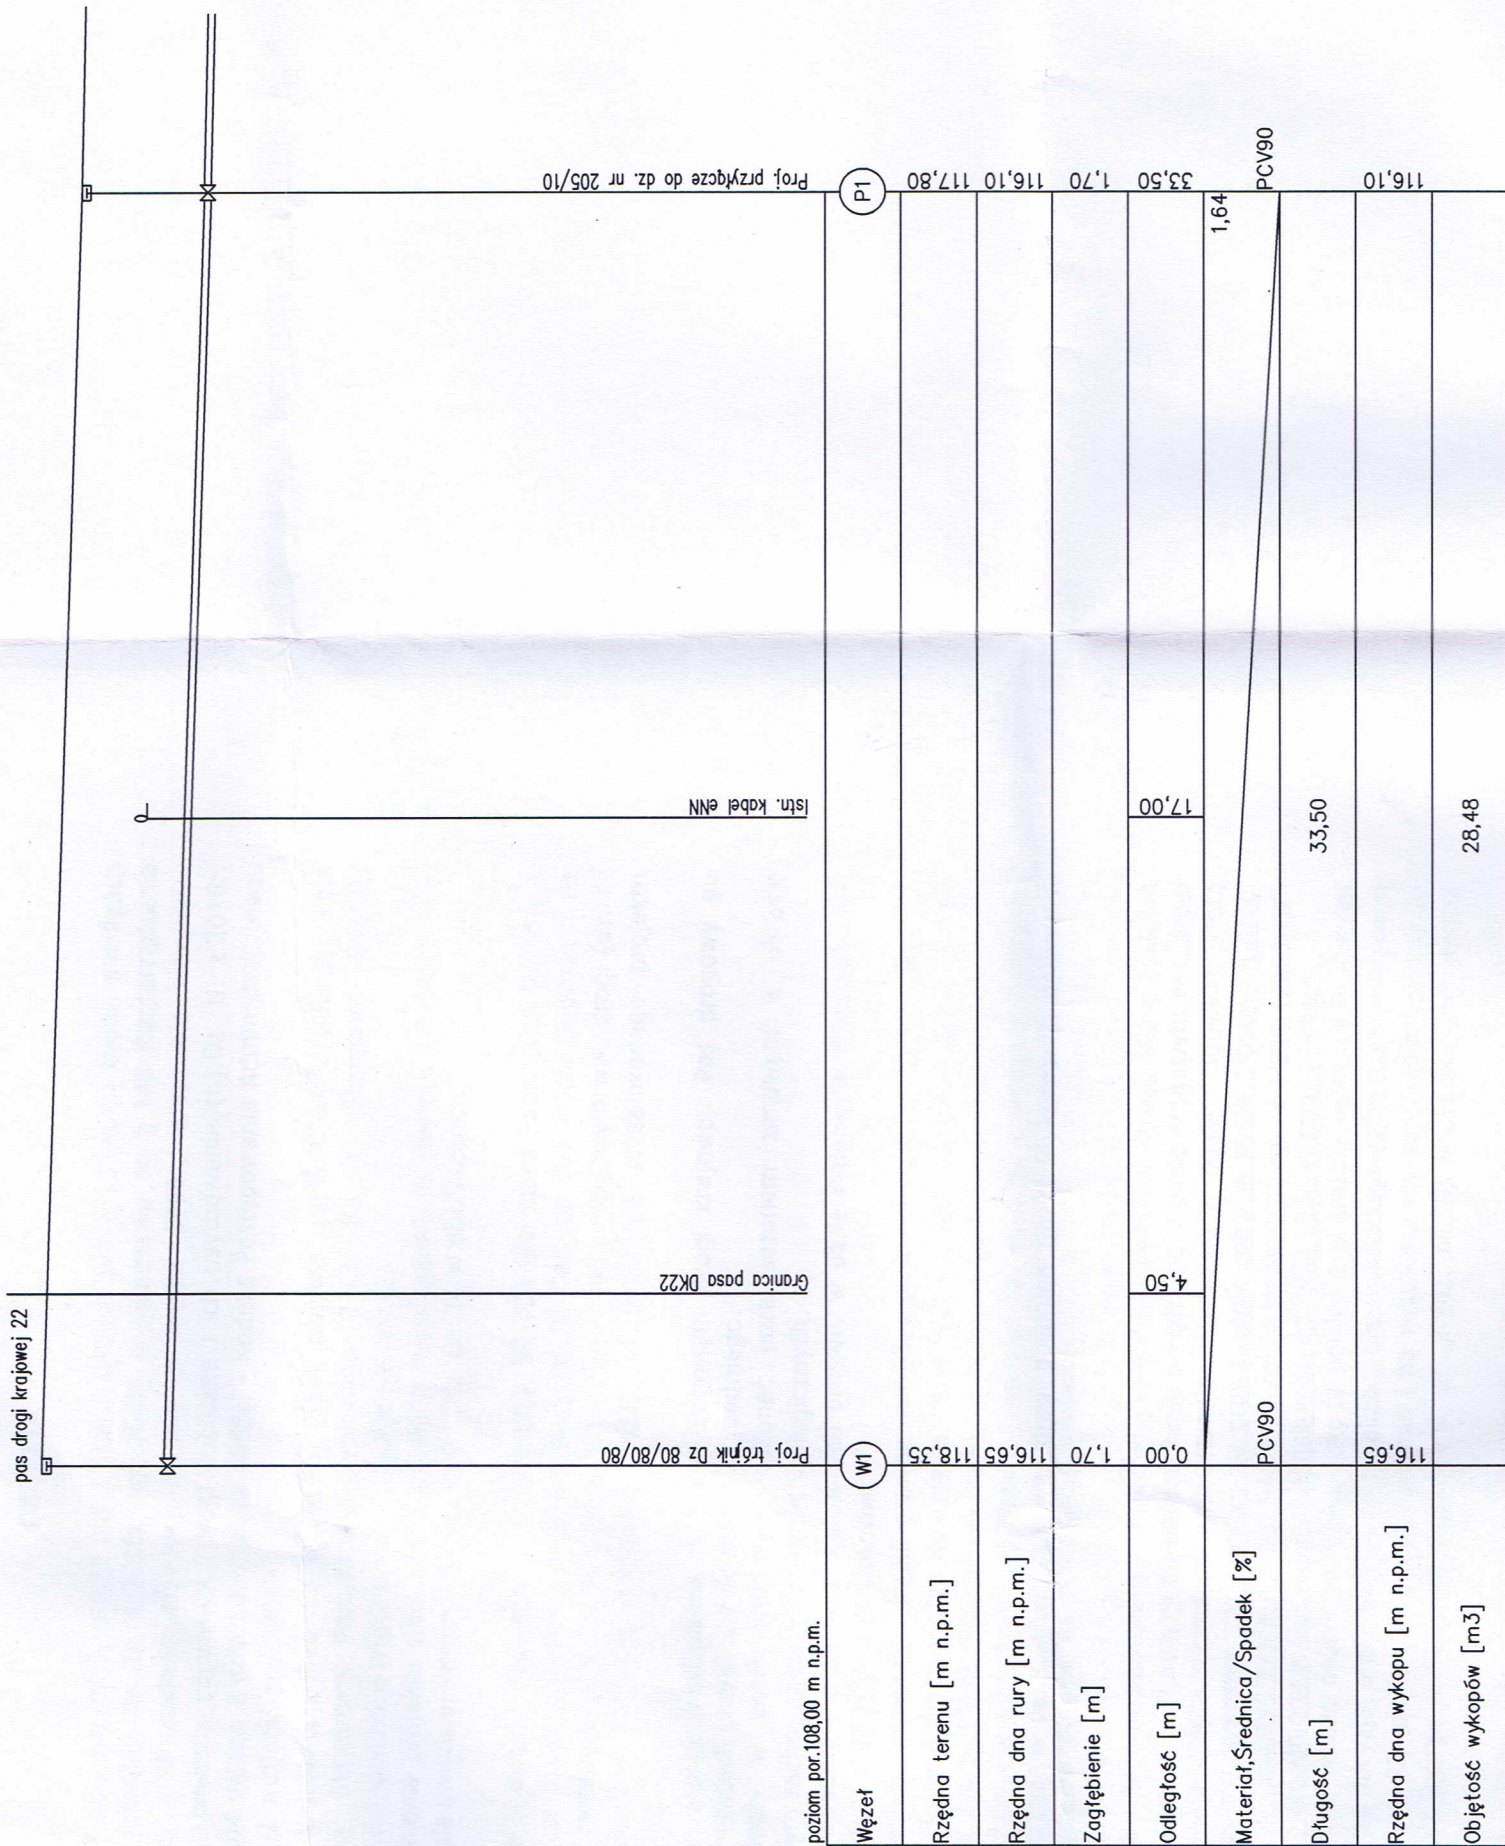 pas drogi krajowej 22
Proj. trójnik Dz 80/80/80
Granica pasa DK22
Istn. kabel eNN
Proj. przyłącze do dz. nr 205/10
poziom por.108,00 m n.p.m.
Węzeł W1 P1
Rzędna terenu [m n.p.m.] 118,35 117,80
Rzędna dna rury [m n.p.m.] 116,65 116,10
Zagłębienie [m] 1,70 1,70
Odległość [m] 0,00 4,50 17,00 33,50
Materiał,Średnica/Spadek [%] PCV90 1,64 PCV90
Długość [m] 33,50
Rzędna dna wykopu [m n.p.m.] 116,65 116,10
Objętość wykopów [m3] 28,48